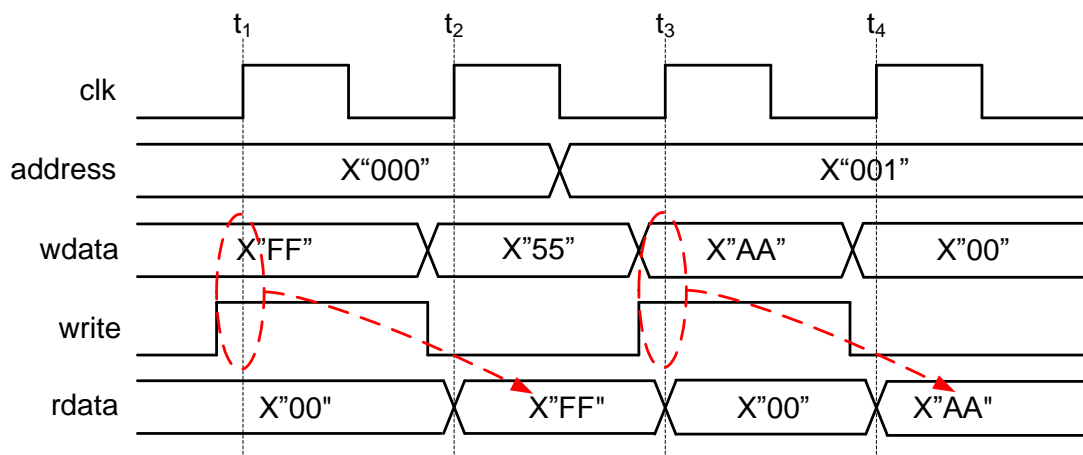 t1 t2 t3 t4
clk
address X“000” X“001”
wdata X”FF” X”55” X”AA” X”00”
write
rdata X”00" X”FF" X”00” X”AA"